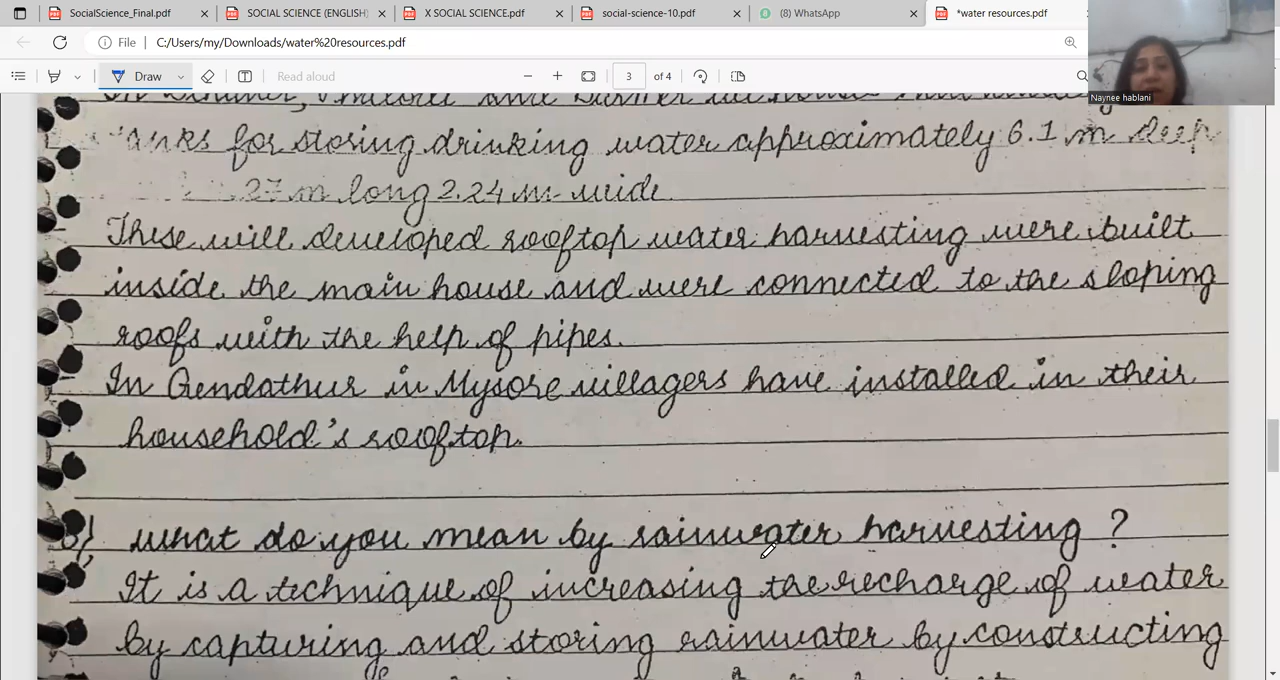 SocialScience_Final.pdf
SOCIAL SCIENCE (ENGLISH)
X SOCIAL SCIENCE.pdf
social-science-10.pdf
(8) WhatsApp
*water resources.pdf
File
C:/Users/my/Downloads/water%20resources.pdf
Draw
Read aloud
3 of 4
Naynee hablani
for storing drinking water approximately 6.1 m deep
27 m long 2.24 m wide.
These will developed rooftop water harvesting were built
inside the main house and were connected to the sloping
roofs with the help of pipes.
In Gendathur in Mysore villagers have installed in their
household's rooftop.
What do you mean by rainwater harvesting ?
It is a technique of increasing the recharge of water
by capturing and storing rainwater by constructing